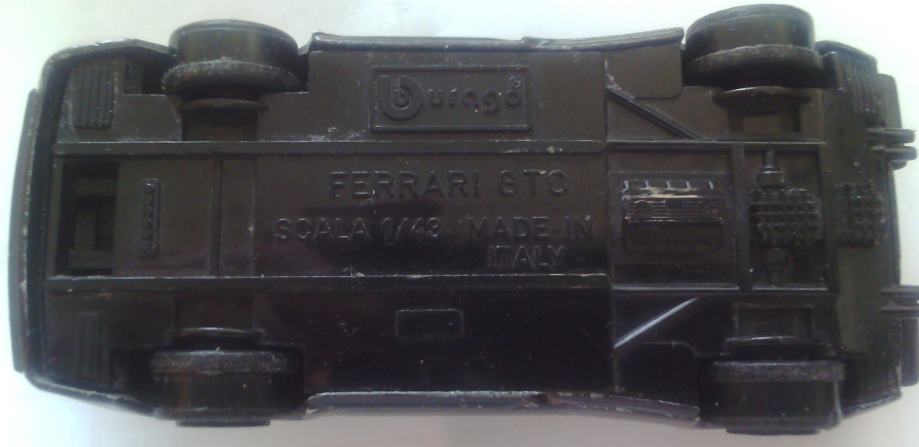 burago
FERRARI GTO
SCALA 1/43 MADE IN
ITALY